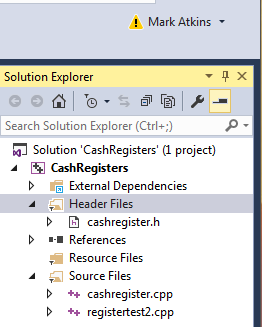 Mark Atkins
Solution Explorer
Search Solution Explorer (Ctrl+;)
Solution 'CashRegisters' (1 project)
CashRegisters
External Dependencies
Header Files
cashregister.h
References
Resource Files
Source Files
cashregister.cpp
registertest2.cpp